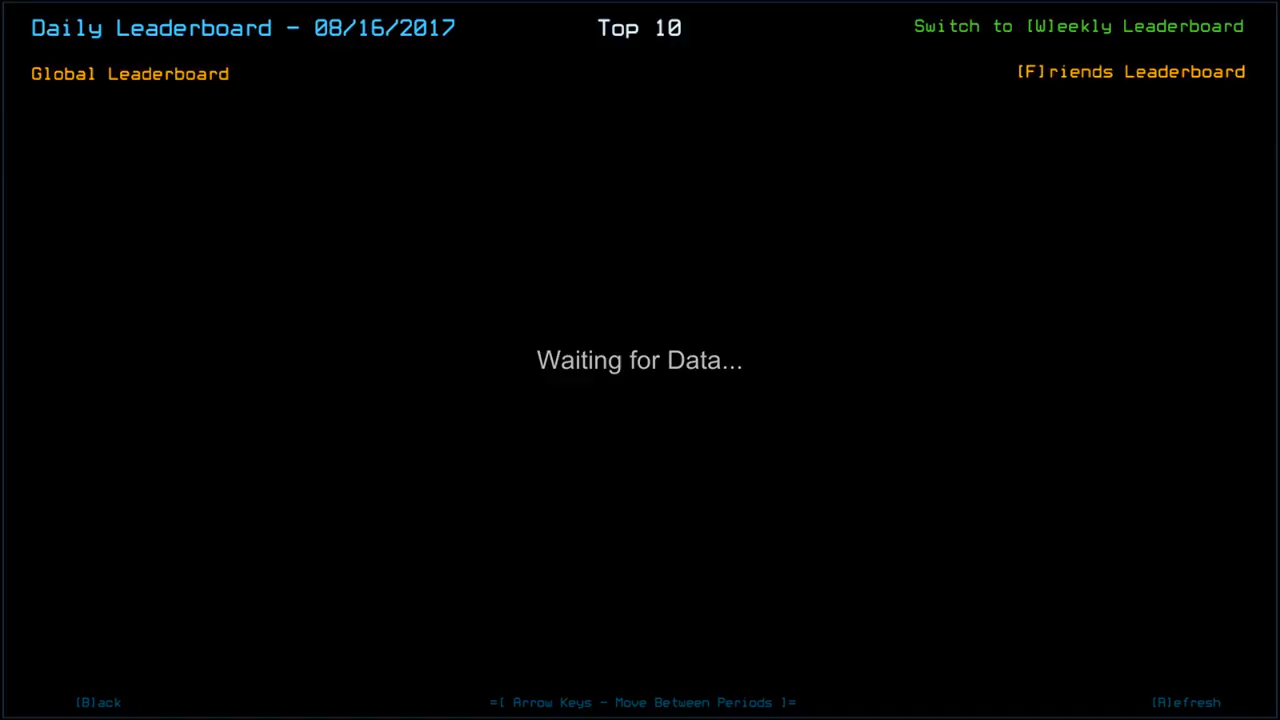 Daily Leaderboard - 08/16/2017
Top 10
Switch to [W]eekly Leaderboard
Global Leaderboard
[F]riends Leaderboard
Waiting for Data...
[B]ack
=[ Arrow Keys - Move Between Periods ]=
[R]efresh